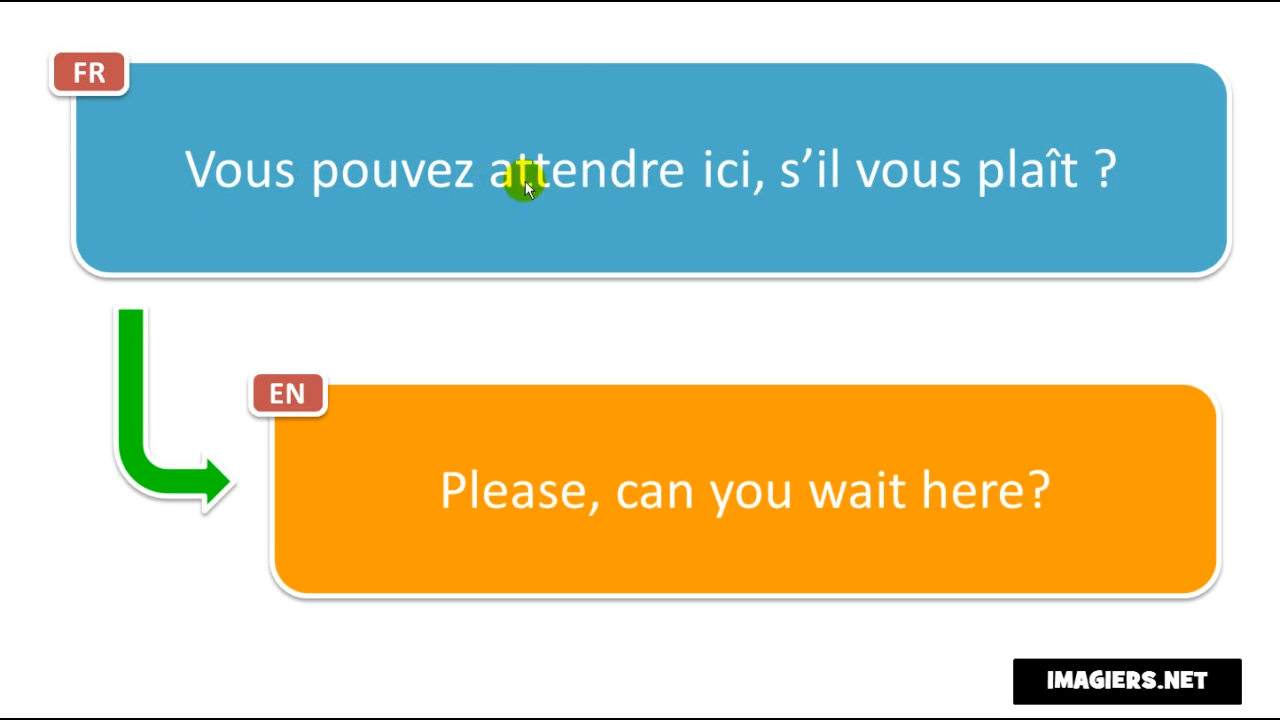 FR
Vous pouvez attendre ici, s’il vous plaît ?
EN
Please, can you wait here?
IMAGIERS.NET